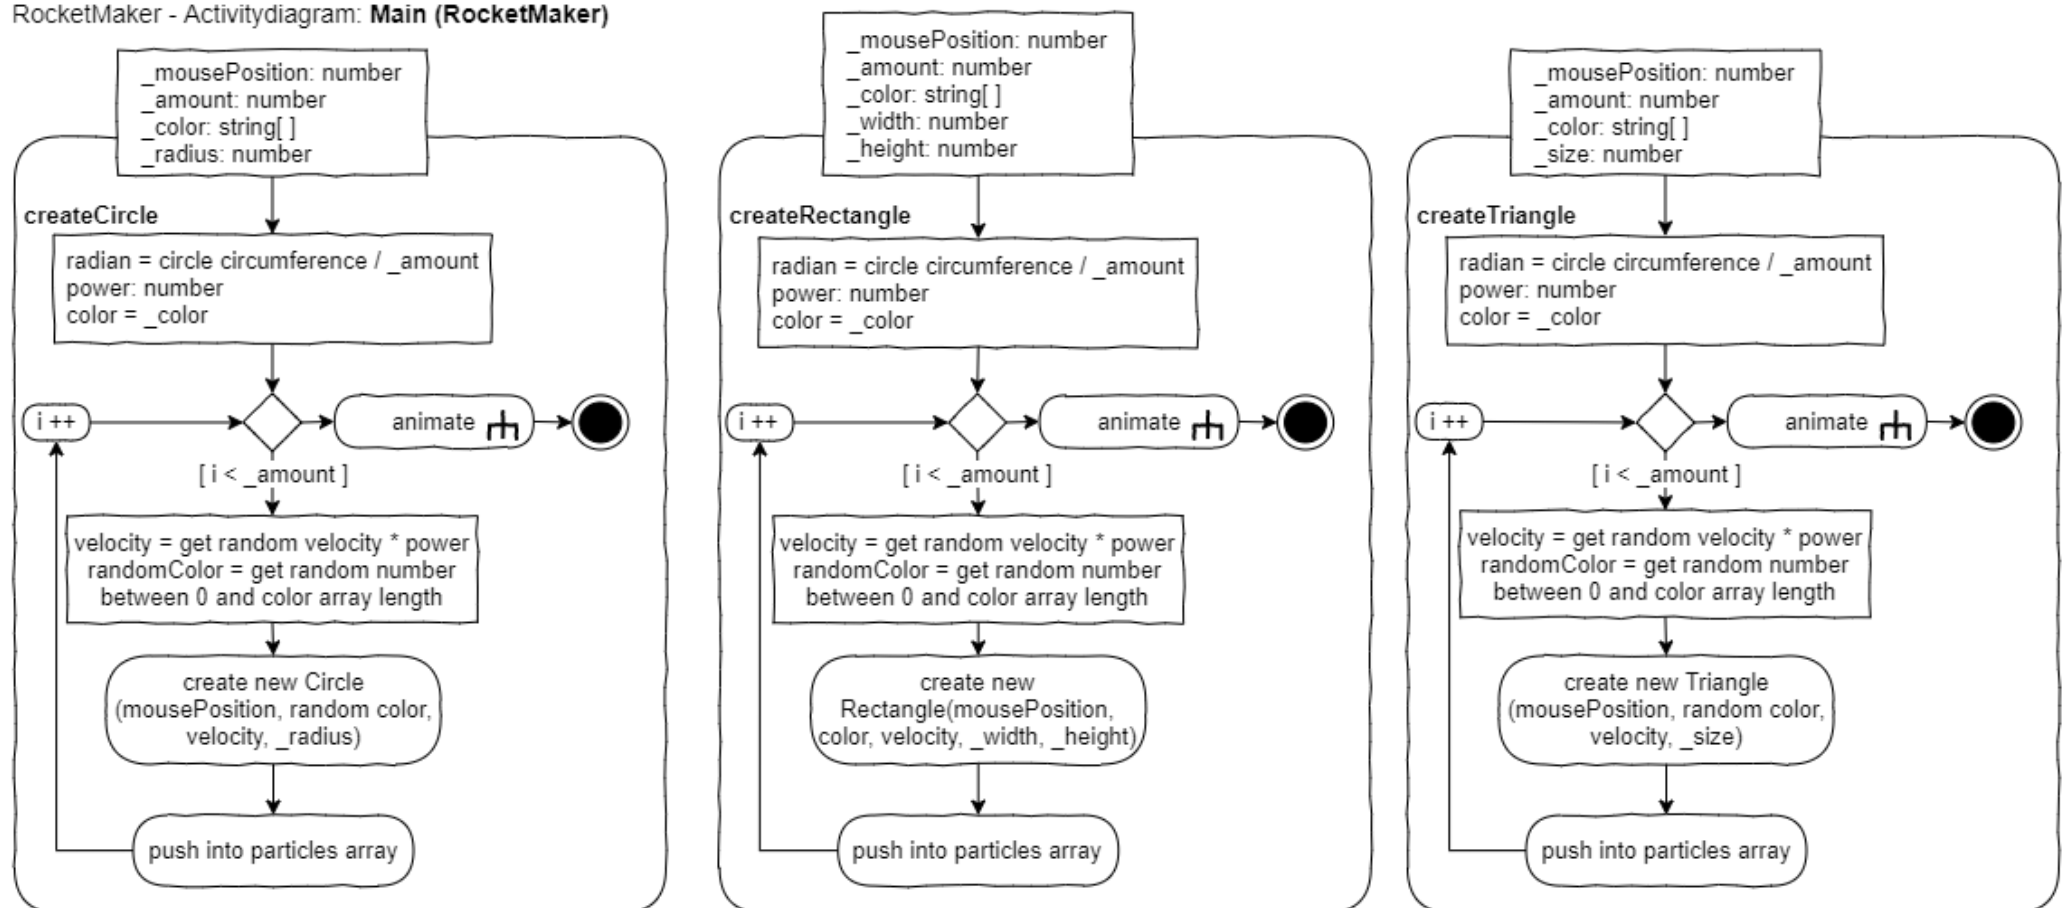 RocketMaker - Activitydiagram: Main (RocketMaker)
_mousePosition: number
_amount: number
_color: string[ ]
_radius: number
createCircle
radian = circle circumference / _amount
power: number
color = _color
i ++
animate
[ i < _amount ]
velocity = get random velocity * power
randomColor = get random number
between 0 and color array length
create new Circle
(mousePosition, random color,
velocity, _radius)
push into particles array
_mousePosition: number
_amount: number
_color: string[ ]
_width: number
_height: number
createRectangle
radian = circle circumference / _amount
power: number
color = _color
i ++
animate
[ i < _amount ]
velocity = get random velocity * power
randomColor = get random number
between 0 and color array length
create new
Rectangle(mousePosition,
color, velocity, _width, _height)
push into particles array
_mousePosition: number
_amount: number
_color: string[ ]
_size: number
createTriangle
radian = circle circumference / _amount
power: number
color = _color
i ++
animate
[ i < _amount ]
velocity = get random velocity * power
randomColor = get random number
between 0 and color array length
create new Triangle
(mousePosition, random color,
velocity, _size)
push into particles array